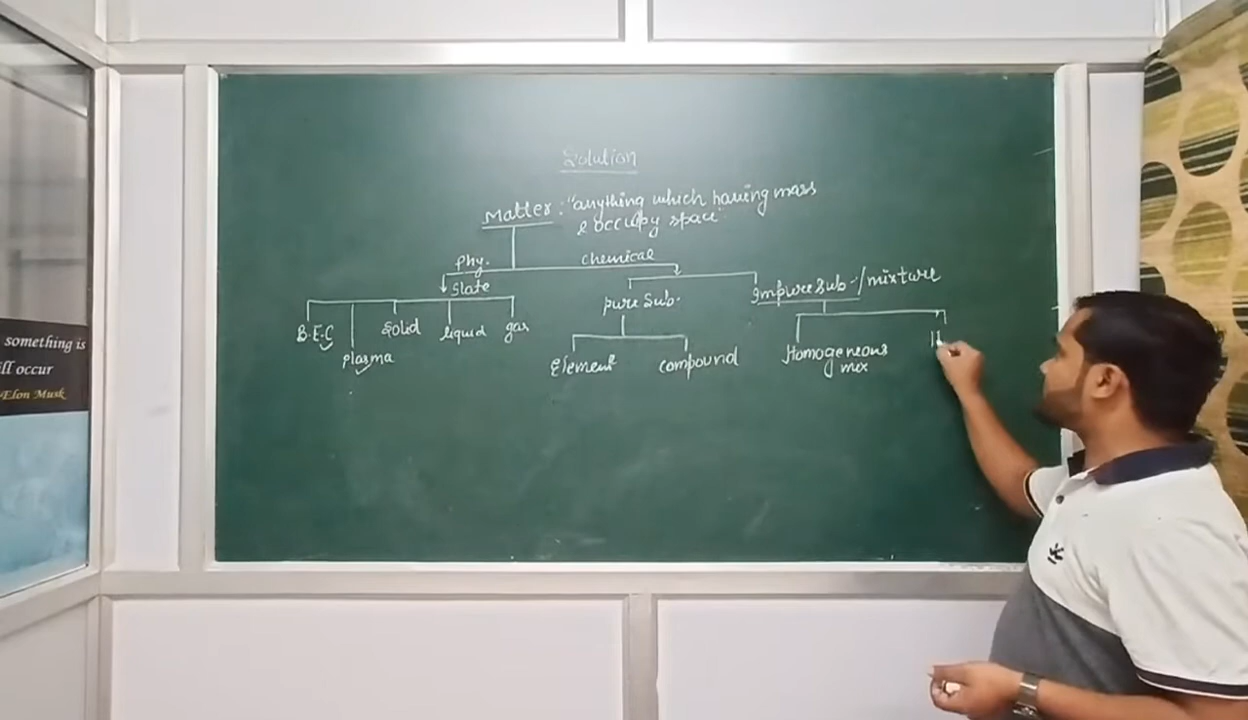 Solution
Matter : "anything which having mass
& occupy space"
Phy.
chemical
State
pure Sub.
Impure Sub./mixture
B.E.C
plasma
Solid
liquid
gas
Element
compound
Homogeneous
mix
H
something is
ill occur
Elon Musk